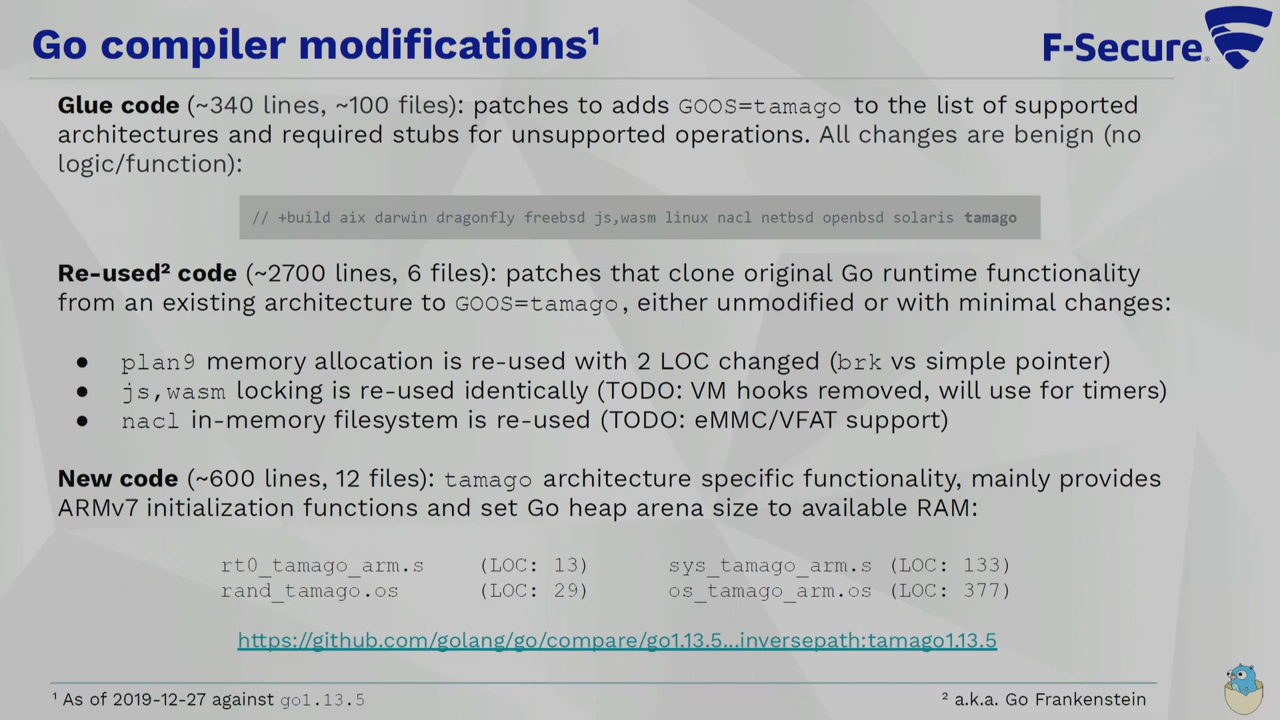 Go compiler modifications¹
F-Secure®
Glue code (~340 lines, ~100 files): patches to adds GOOS=tamago to the list of supported
architectures and required stubs for unsupported operations. All changes are benign (no
logic/function):
// +build aix darwin dragonfly freebsd js,wasm linux nacl netbsd openbsd solaris tamago
Re-used² code (~2700 lines, 6 files): patches that clone original Go runtime functionality
from an existing architecture to GOOS=tamago, either unmodified or with minimal changes:
● plan9 memory allocation is re-used with 2 LOC changed (brk vs simple pointer)
● js,wasm locking is re-used identically (TODO: VM hooks removed, will use for timers)
● nacl in-memory filesystem is re-used (TODO: eMMC/VFAT support)
New code (~600 lines, 12 files): tamago architecture specific functionality, mainly provides
ARMv7 initialization functions and set Go heap arena size to available RAM:
rt0_tamago_arm.s (LOC: 13) sys_tamago_arm.s (LOC: 133)
rand_tamago.os (LOC: 29) os_tamago_arm.os (LOC: 377)
https://github.com/golang/go/compare/go1.13.5...inversepath:tamago1.13.5
¹ As of 2019-12-27 against go1.13.5
² a.k.a. Go Frankenstein